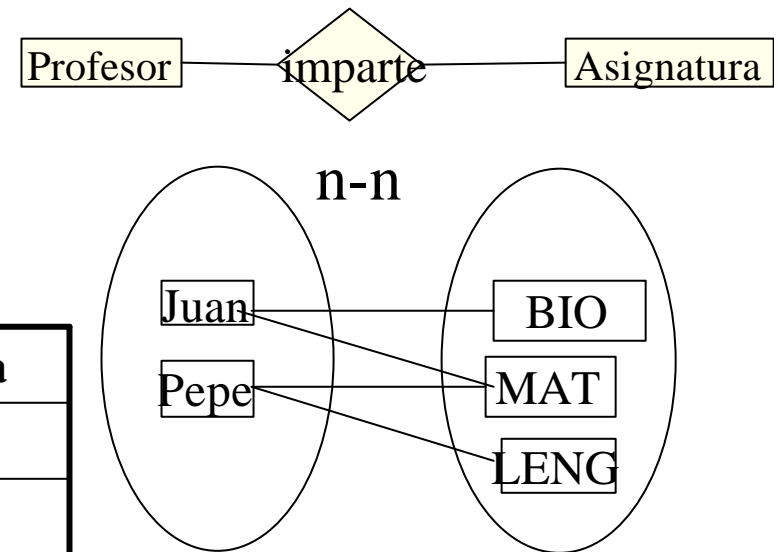 Profesor imparte Asignatura
n-n
Juan BIO
Pepe MAT
LENG
a